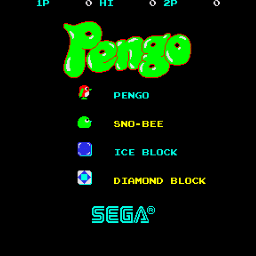 1P 0 HI 0 2P 0
Pengo
PENGO
SNO-BEE
ICE BLOCK
DIAMOND BLOCK
SEGA®